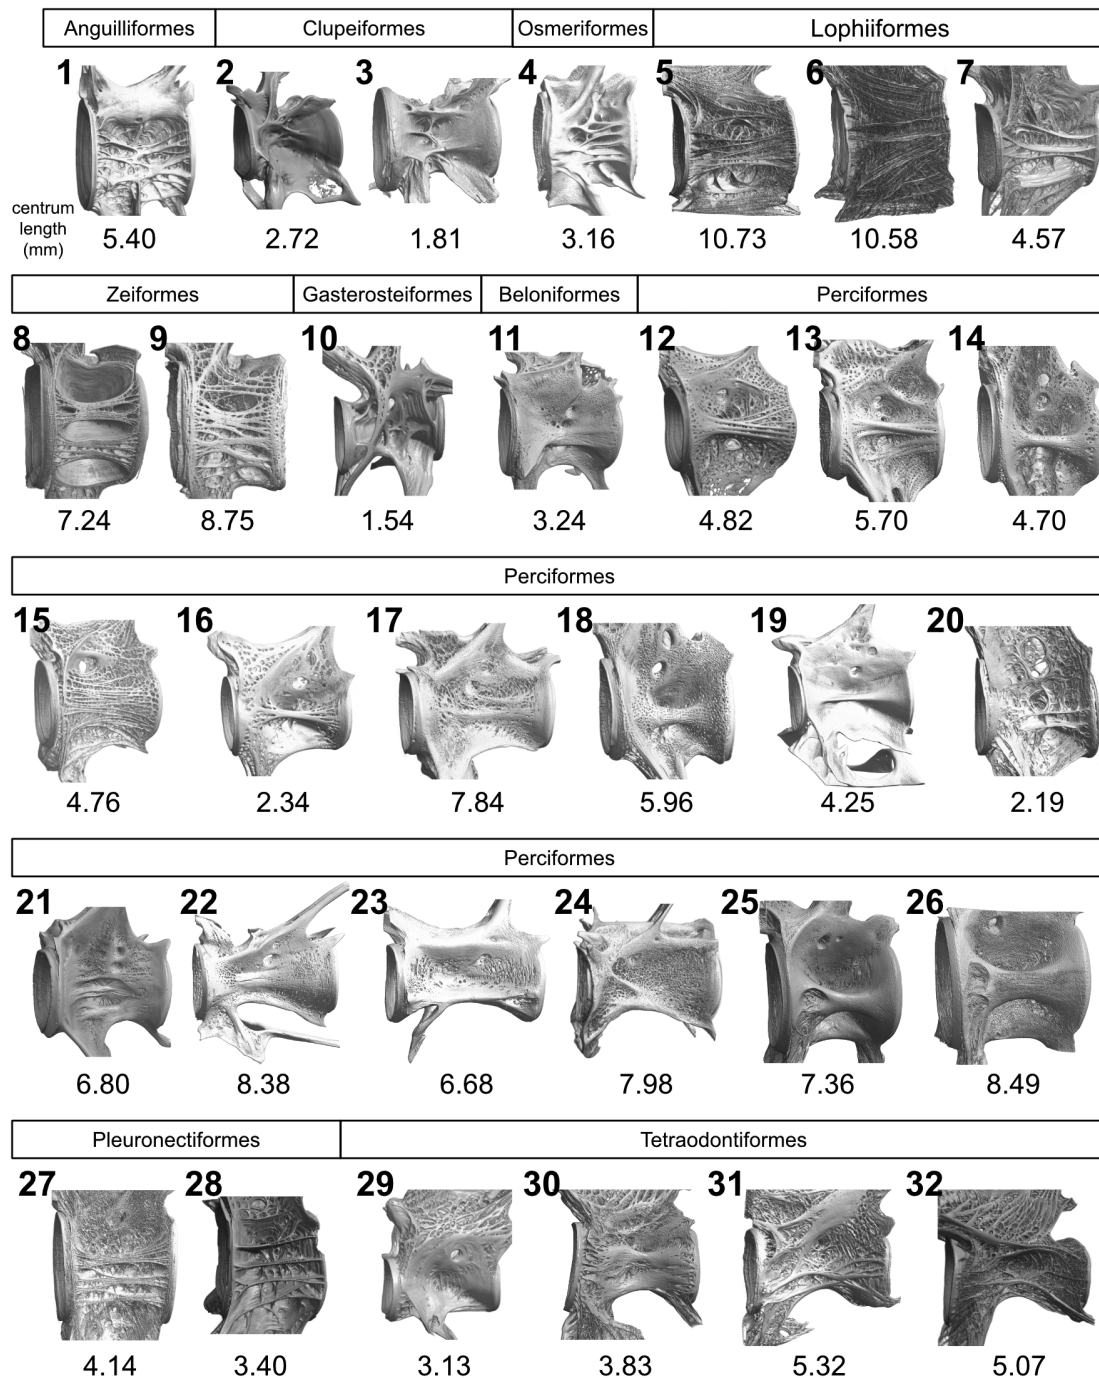 Anguilliformes Clupeiformes Osmeriformes Lophiiformes
1 2 3 4 5 6 7
centrum
length
(mm)
5.40 2.72 1.81 3.16 10.73 10.58 4.57
Zeiformes Gasterosteiformes Beloniformes Perciformes
8 9 10 11 12 13 14
7.24 8.75 1.54 3.24 4.82 5.70 4.70
Perciformes
15 16 17 18 19 20
4.76 2.34 7.84 5.96 4.25 2.19
Perciformes
21 22 23 24 25 26
6.80 8.38 6.68 7.98 7.36 8.49
Pleuronectiformes Tetraodontiformes
27 28 29 30 31 32
4.14 3.40 3.13 3.83 5.32 5.07